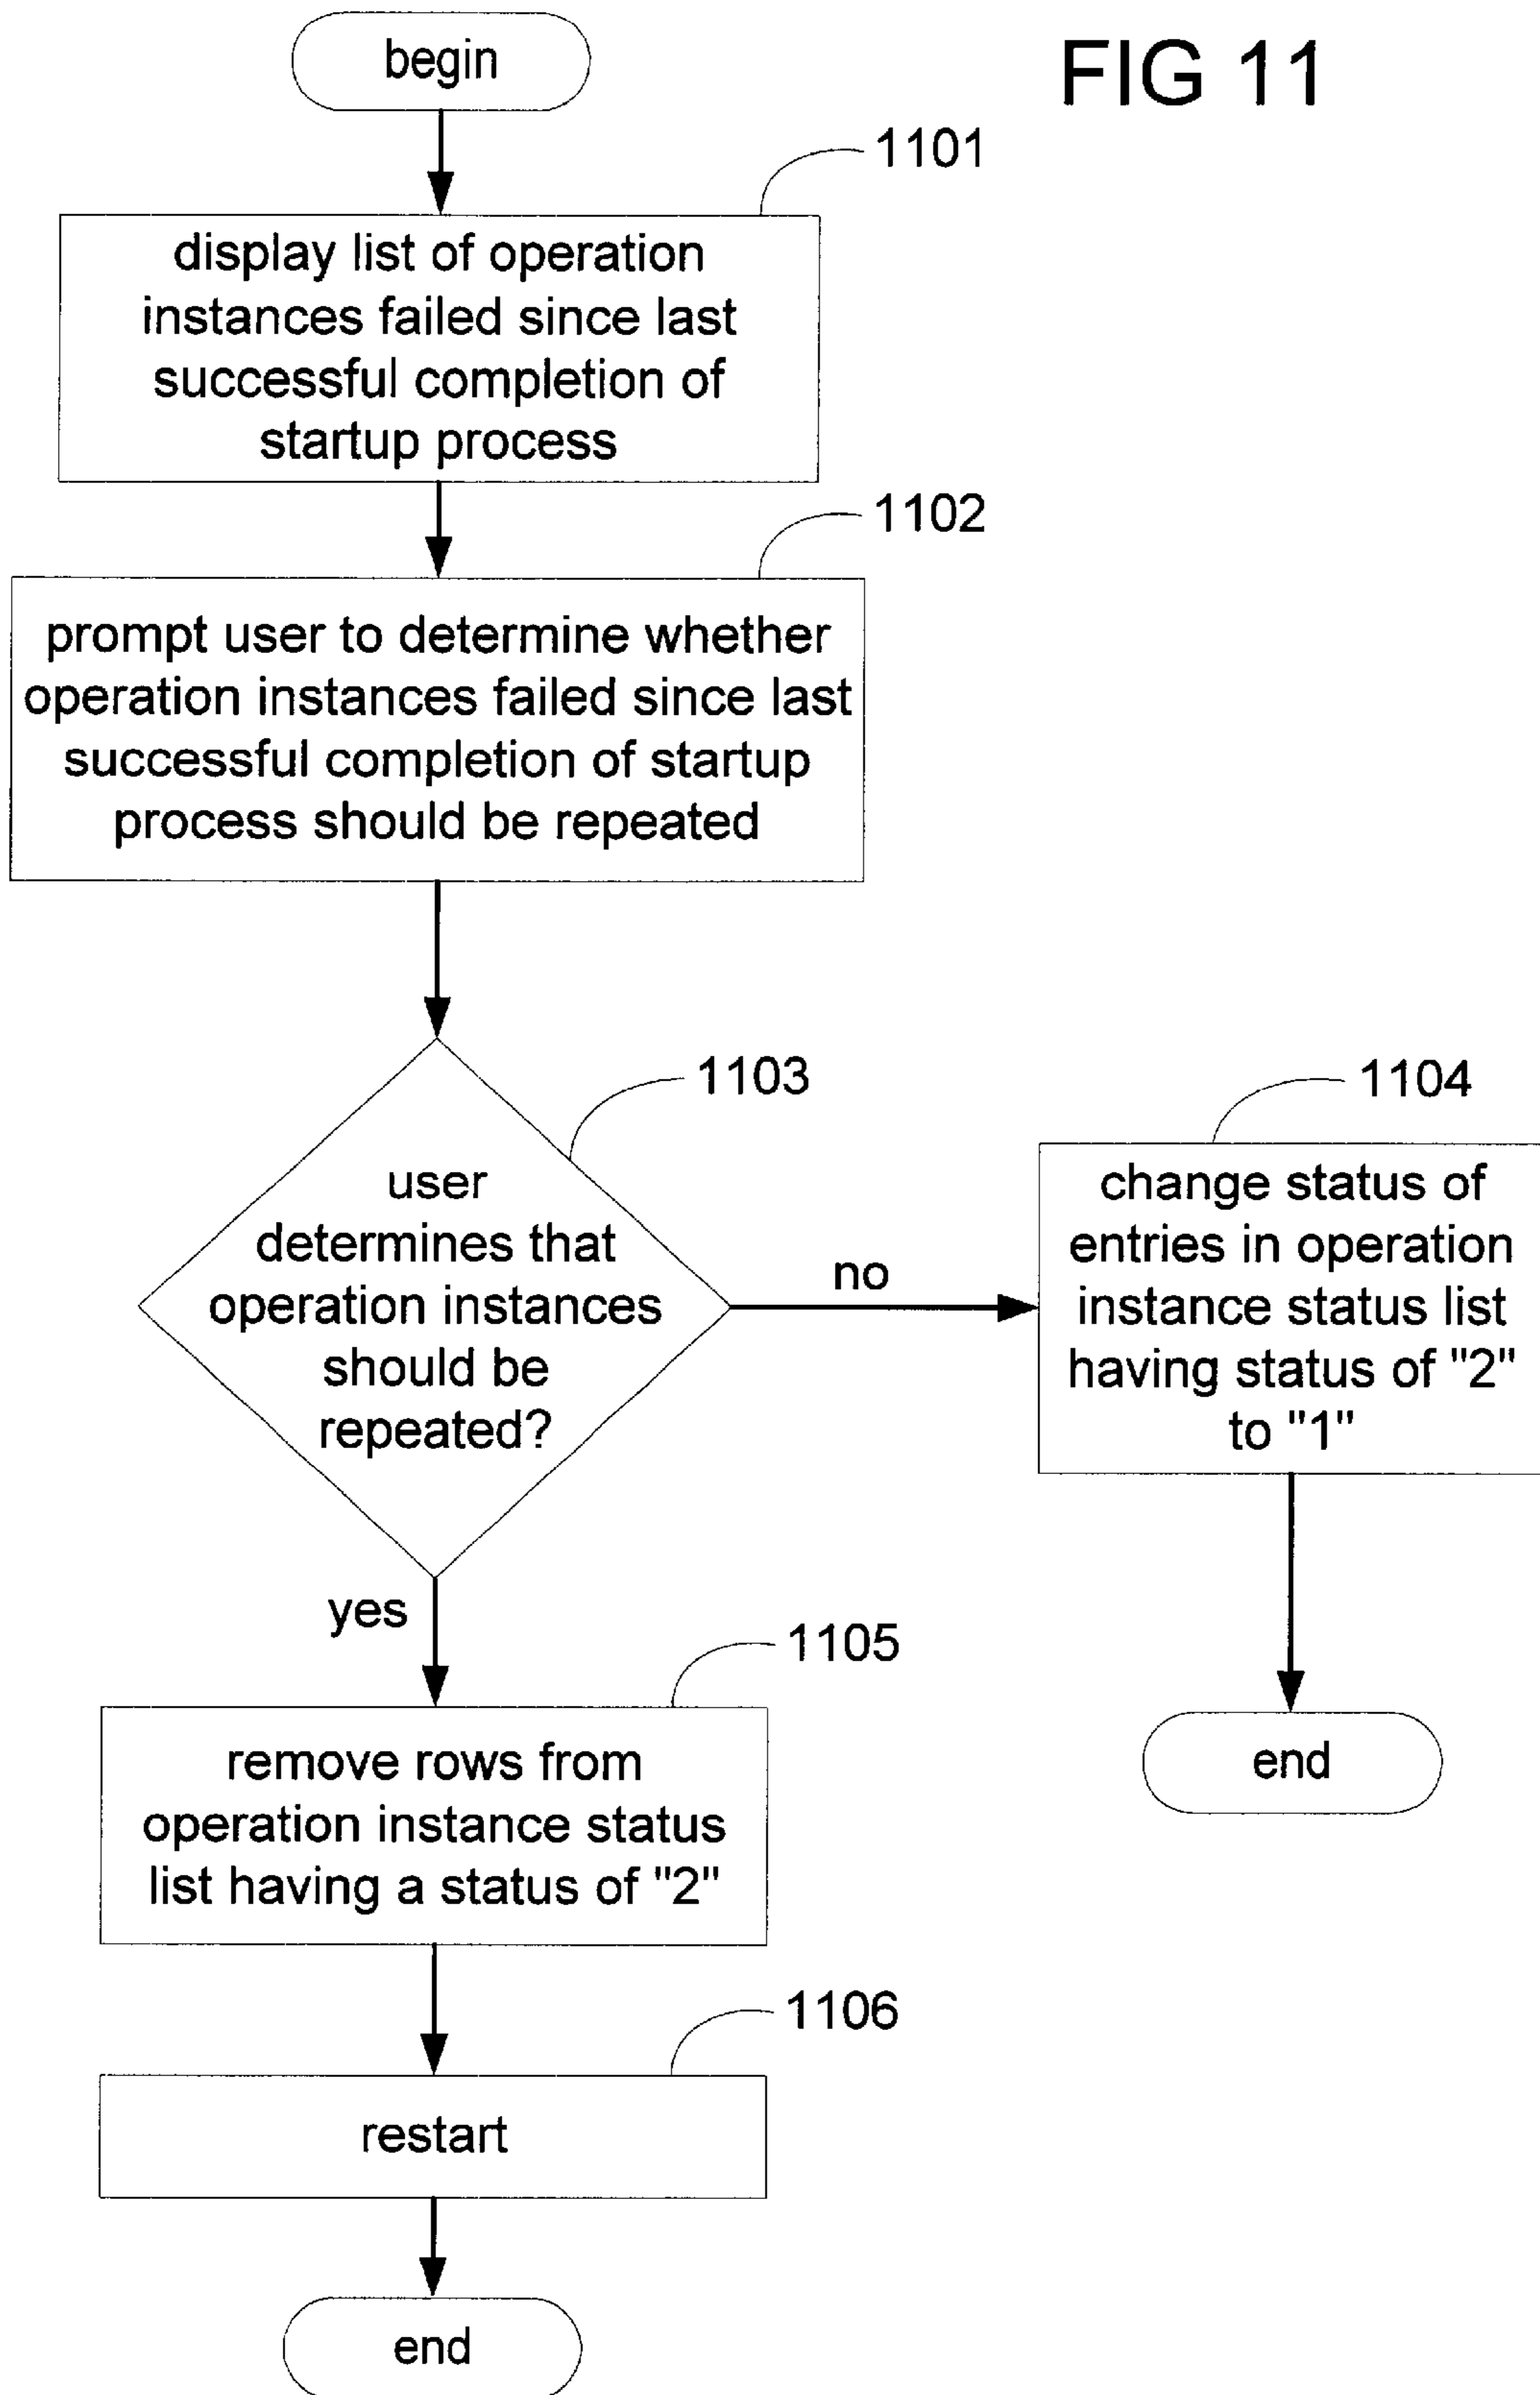 begin
FIG 11
1101
display list of operation
instances failed since last
successful completion of
startup process
1102
prompt user to determine whether
operation instances failed since last
successful completion of startup
process should be repeated
1103
user
determines that
operation instances
should be
repeated?
no
1104
change status of
entries in operation
instance status list
having status of "2"
to "1"
end
yes
1105
remove rows from
operation instance status
list having a status of "2"
1106
restart
end